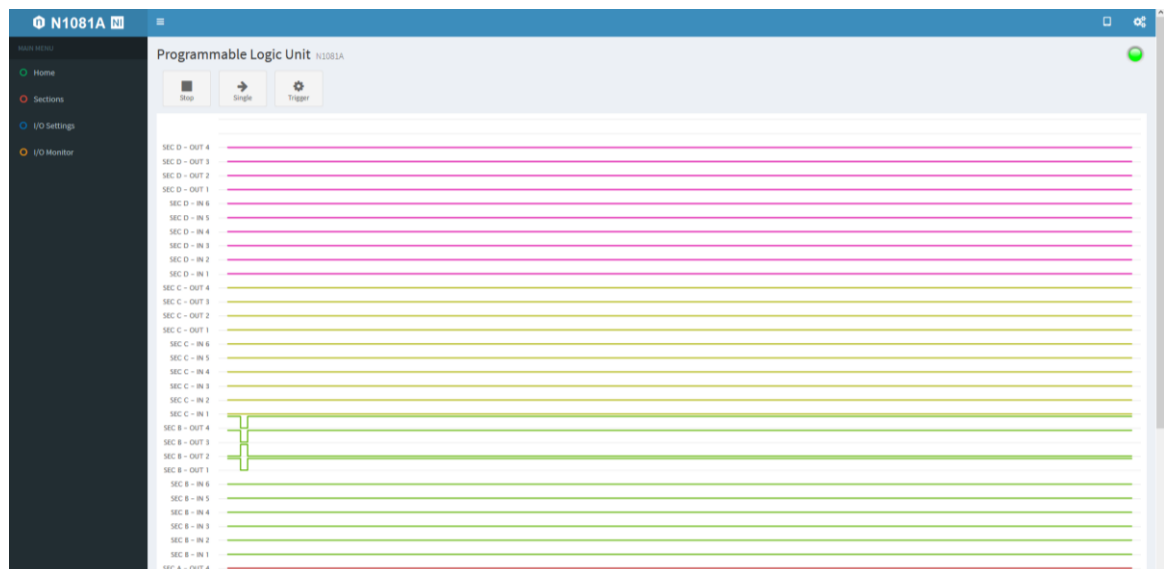 N1081A NI
MAIN MENU
Home
Sections
I/O Settings
I/O Monitor
Programmable Logic Unit N1081A
Stop
Single
Trigger
SEC D - OUT 4
SEC D - OUT 3
SEC D - OUT 2
SEC D - OUT 1
SEC D - IN 6
SEC D - IN 5
SEC D - IN 4
SEC D - IN 3
SEC D - IN 2
SEC D - IN 1
SEC C - OUT 4
SEC C - OUT 3
SEC C - OUT 2
SEC C - OUT 1
SEC C - IN 6
SEC C - IN 5
SEC C - IN 4
SEC C - IN 3
SEC C - IN 2
SEC C - IN 1
SEC B - OUT 4
SEC B - OUT 3
SEC B - OUT 2
SEC B - OUT 1
SEC B - IN 6
SEC B - IN 5
SEC B - IN 4
SEC B - IN 3
SEC B - IN 2
SEC B - IN 1
SEC A - OUT 4